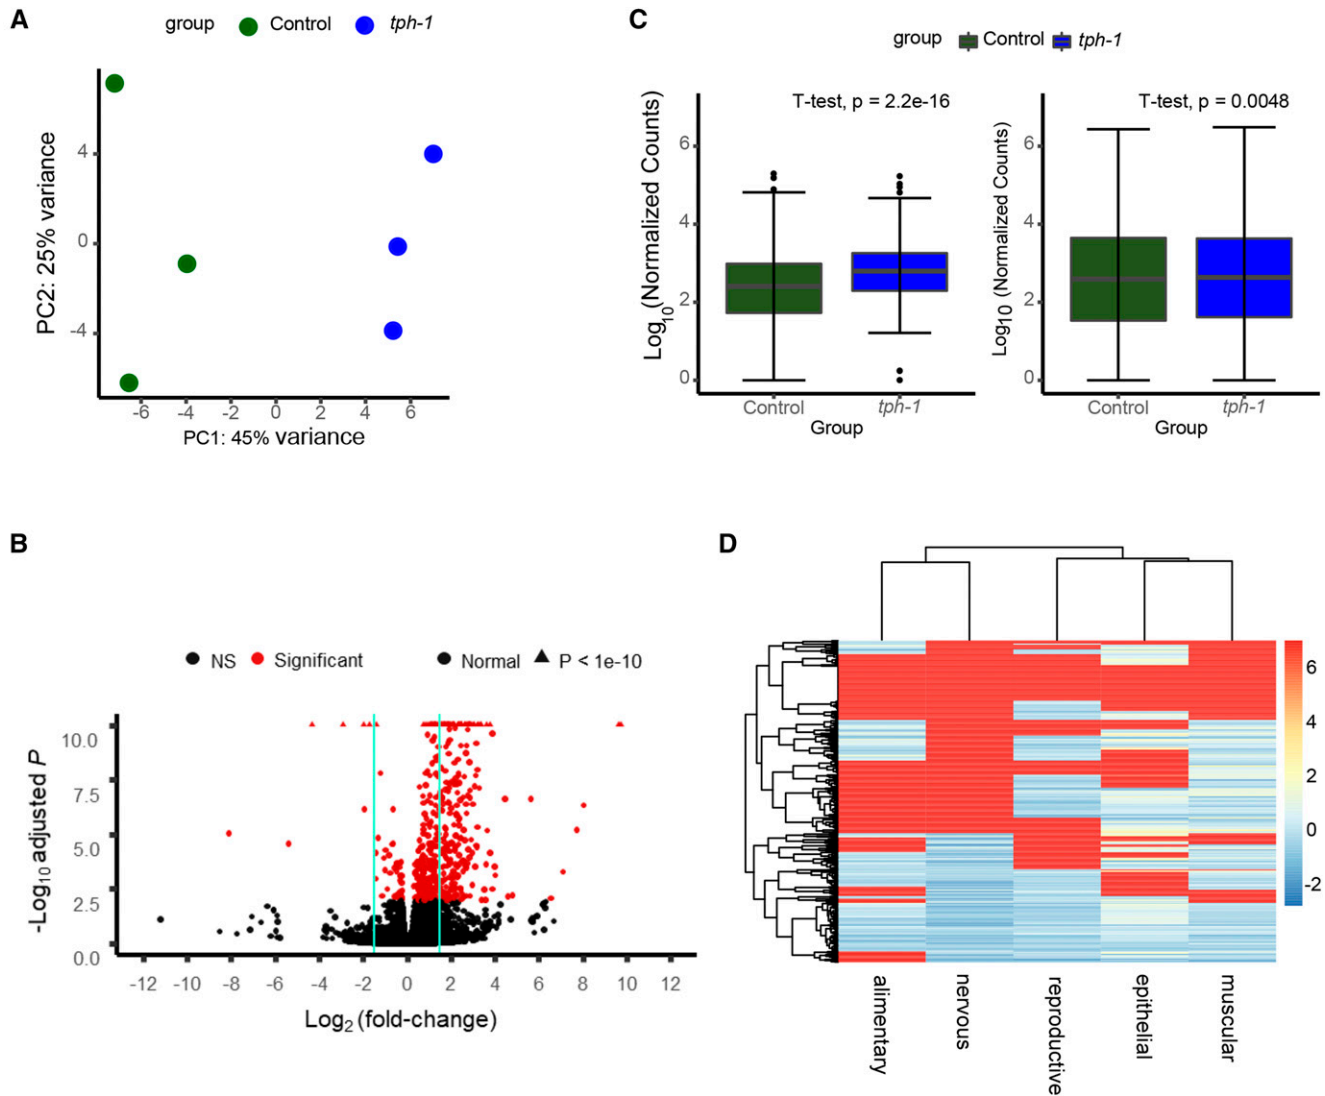 A
group Control tph-1
PC2: 25% variance
4
0
-4
-6 -4 -2 0 2 4 6
PC1: 45% variance
C
group Control tph-1
T-test, p = 2.2e-16
Log10(Normalized Counts)
6
4
2
0
Control tph-1
Group
T-test, p = 0.0048
Log10 (Normalized Counts)
6
4
2
0
Control tph-1
Group
B
NS Significant Normal P < 1e-10
-Log10 adjusted P
10.0
7.5
5.0
2.5
0.0
-12 -10 -8 -6 -4 -2 0 2 4 6 8 10 12
Log2 (fold-change)
D
6
4
2
0
-2
alimentary
nervous
reproductive
epithelial
muscular